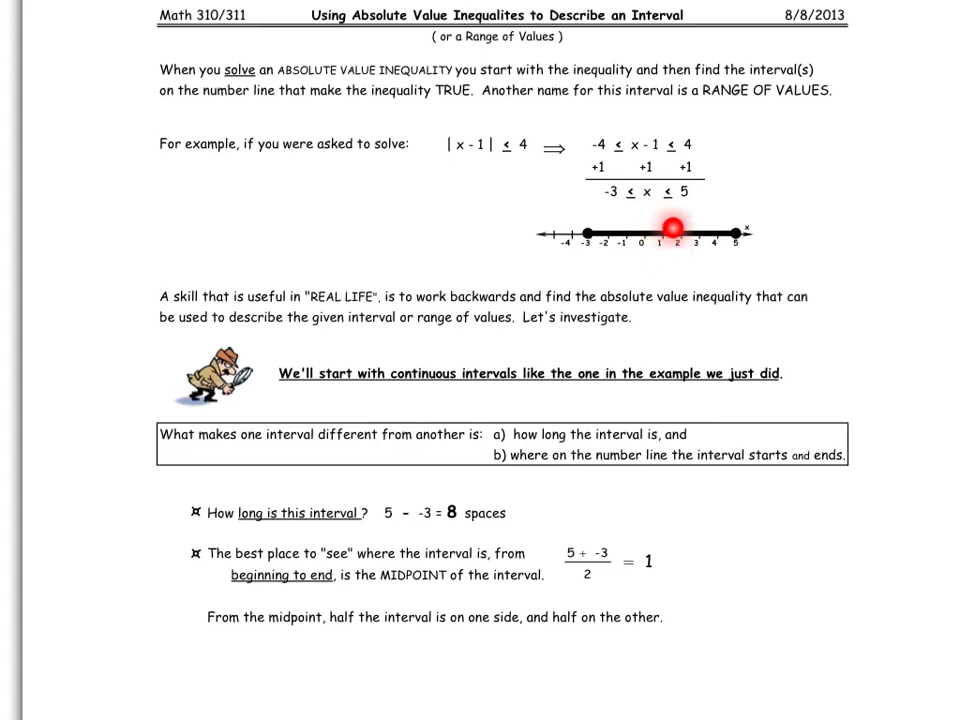 Math 310/311 Using Absolute Value Inequalites to Describe an Interval 8/8/2013
( or a Range of Values )
When you solve an ABSOLUTE VALUE INEQUALITY you start with the inequality and then find the interval(s)
on the number line that make the inequality TRUE. Another name for this interval is a RANGE OF VALUES.
For example, if you were asked to solve: | x - 1 | ≤ 4 ⟹ -4 ≤ x - 1 ≤ 4
+1 +1 +1
-3 ≤ x ≤ 5
x
-4 -3 -2 -1 0 1 2 3 4 5
A skill that is useful in "REAL LIFE", is to work backwards and find the absolute value inequality that can
be used to describe the given interval or range of values. Let's investigate.
We'll start with continuous intervals like the one in the example we just did.
What makes one interval different from another is: a) how long the interval is, and
b) where on the number line the interval starts and ends.
¤ How long is this interval ? 5 - -3 = 8 spaces
¤ The best place to "see" where the interval is, from
beginning to end, is the MIDPOINT of the interval.
5 + -3
2
= 1
From the midpoint, half the interval is on one side, and half on the other.